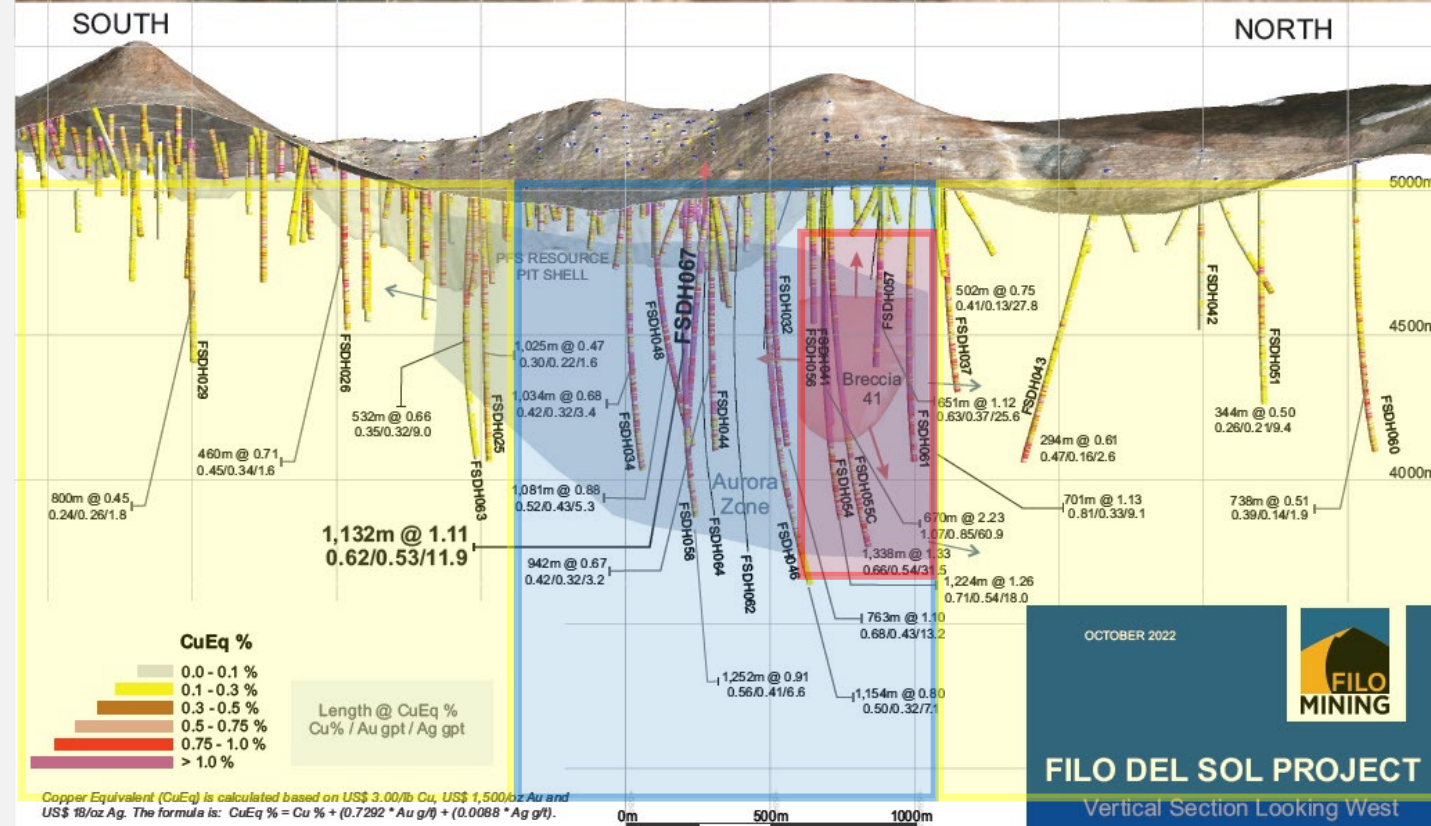 SOUTH
NORTH
5000m
4500m
4000m
PFS RESOURCE
PIT SHELL
FSDH029
FSDH026
FSDH063
FSDH025
FSDH034
FSDH048
FSDH067
FSDH058
FSDH044
FSDH064
FSDH062
FSDH032
FSDH046
FSDH056
FSDH041
FSDH054
FSDH055C
FSDH057
FSDH061
FSDH037
FSDH043
FSDH042
FSDH051
FSDH060
Breccia
41
Aurora
Zone
800m @ 0.45
0.24/0.26/1.8
460m @ 0.71
0.45/0.34/1.6
532m @ 0.66
0.35/0.32/9.0
1,025m @ 0.47
0.30/0.22/1.6
1,034m @ 0.68
0.42/0.32/3.4
1,081m @ 0.88
0.52/0.43/5.3
1,132m @ 1.11
0.62/0.53/11.9
942m @ 0.67
0.42/0.32/3.2
1,252m @ 0.91
0.56/0.41/6.6
1,154m @ 0.80
0.50/0.32/7.1
763m @ 1.10
0.68/0.43/13.2
1,224m @ 1.26
0.71/0.54/18.0
1,338m @ 1.33
0.66/0.54/31.5
670m @ 2.23
1.07/0.85/60.9
701m @ 1.13
0.81/0.33/9.1
651m @ 1.12
0.63/0.37/25.6
502m @ 0.75
0.41/0.13/27.8
294m @ 0.61
0.47/0.16/2.6
344m @ 0.50
0.26/0.21/9.4
738m @ 0.51
0.39/0.14/1.9
CuEq %
0.0 - 0.1 %
0.1 - 0.3 %
0.3 - 0.5 %
0.5 - 0.75 %
0.75 - 1.0 %
> 1.0 %
Length @ CuEq %
Cu% / Au gpt / Ag gpt
Copper Equivalent (CuEq) is calculated based on US$ 3.00/lb Cu, US$ 1,500/oz Au and
US$ 18/oz Ag. The formula is: CuEq % = Cu % + (0.7292 * Au g/t) + (0.0088 * Ag g/t).
0m
500m
1000m
OCTOBER 2022
FILO
MINING
FILO DEL SOL PROJECT
Vertical Section Looking West